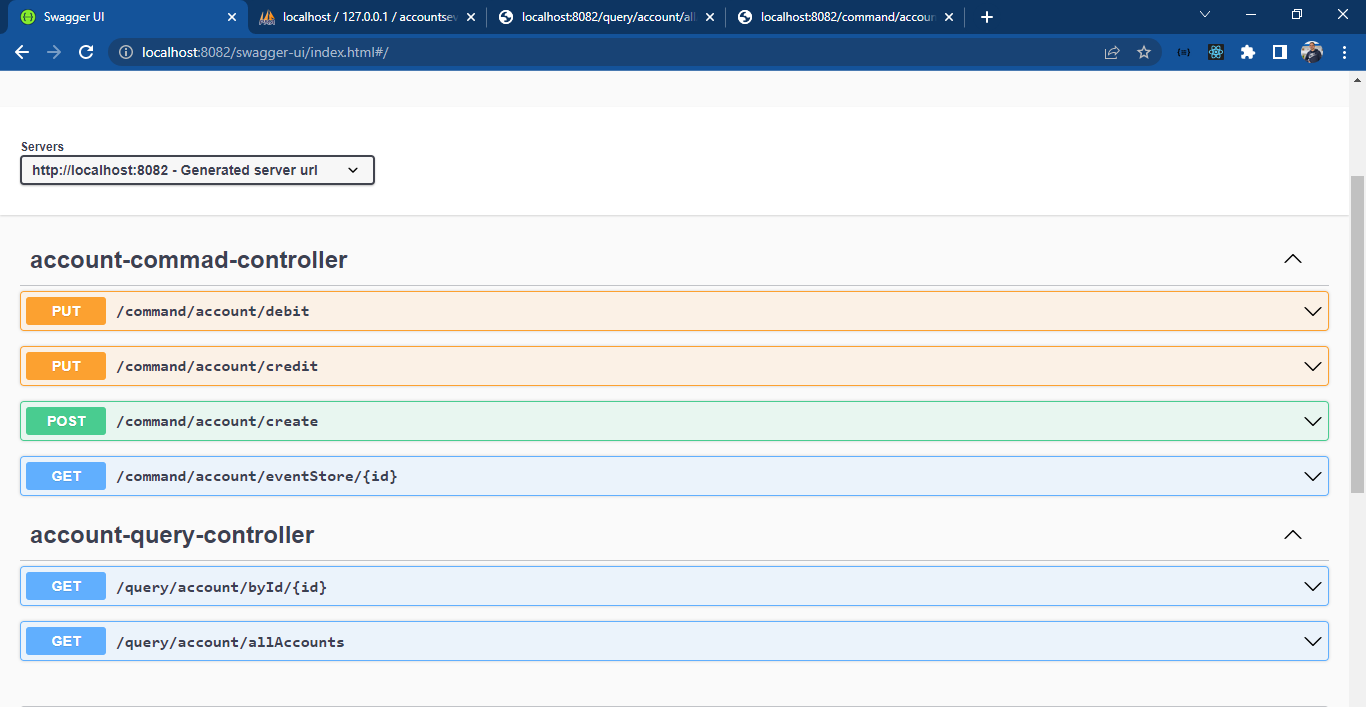 Swagger UI
localhost / 127.0.0.1 / accountsev
localhost:8082/query/account/all
localhost:8082/command/accoun
localhost:8082/swagger-ui/index.html#/
Servers
http://localhost:8082 - Generated server url
account-commad-controller
PUT /command/account/debit
PUT /command/account/credit
POST /command/account/create
GET /command/account/eventStore/{id}
account-query-controller
GET /query/account/byId/{id}
GET /query/account/allAccounts